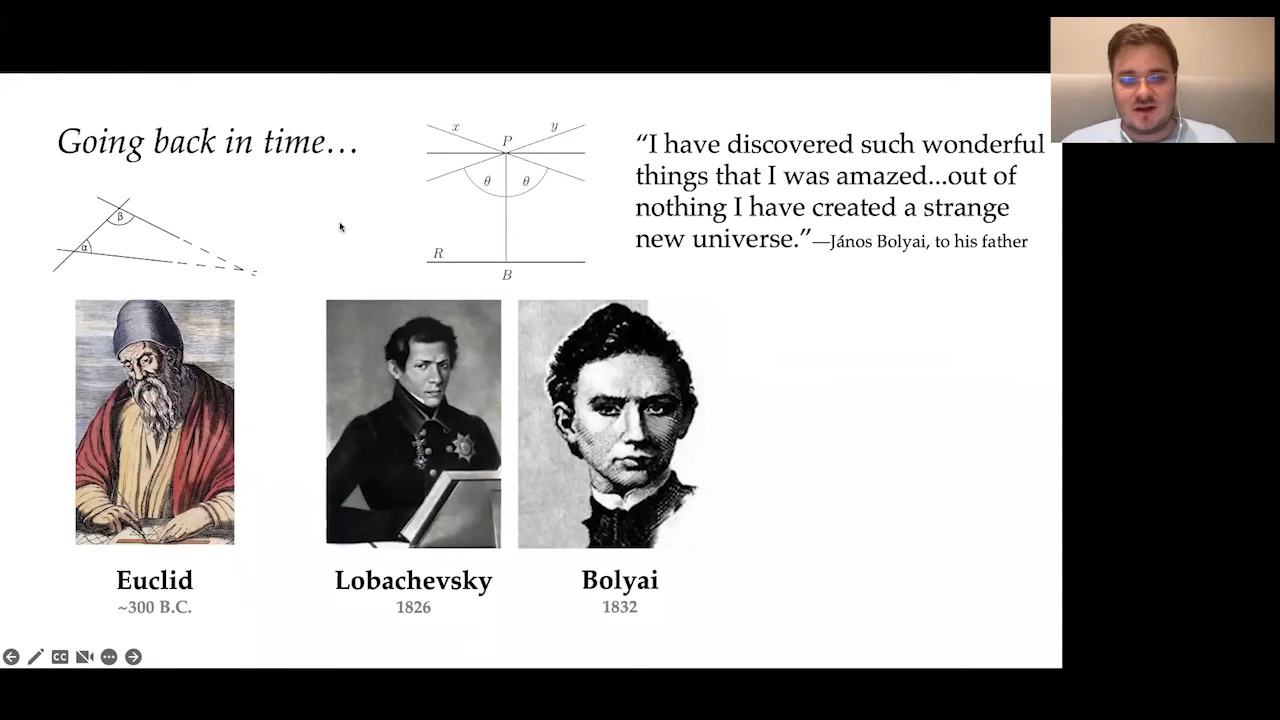 Going back in time…
β
α
x
y
P
θ
θ
R
B
“I have discovered such wonderful
things that I was amazed...out of
nothing I have created a strange
new universe.”—János Bolyai, to his father
Euclid
~300 B.C.
Lobachevsky
1826
Bolyai
1832
CC